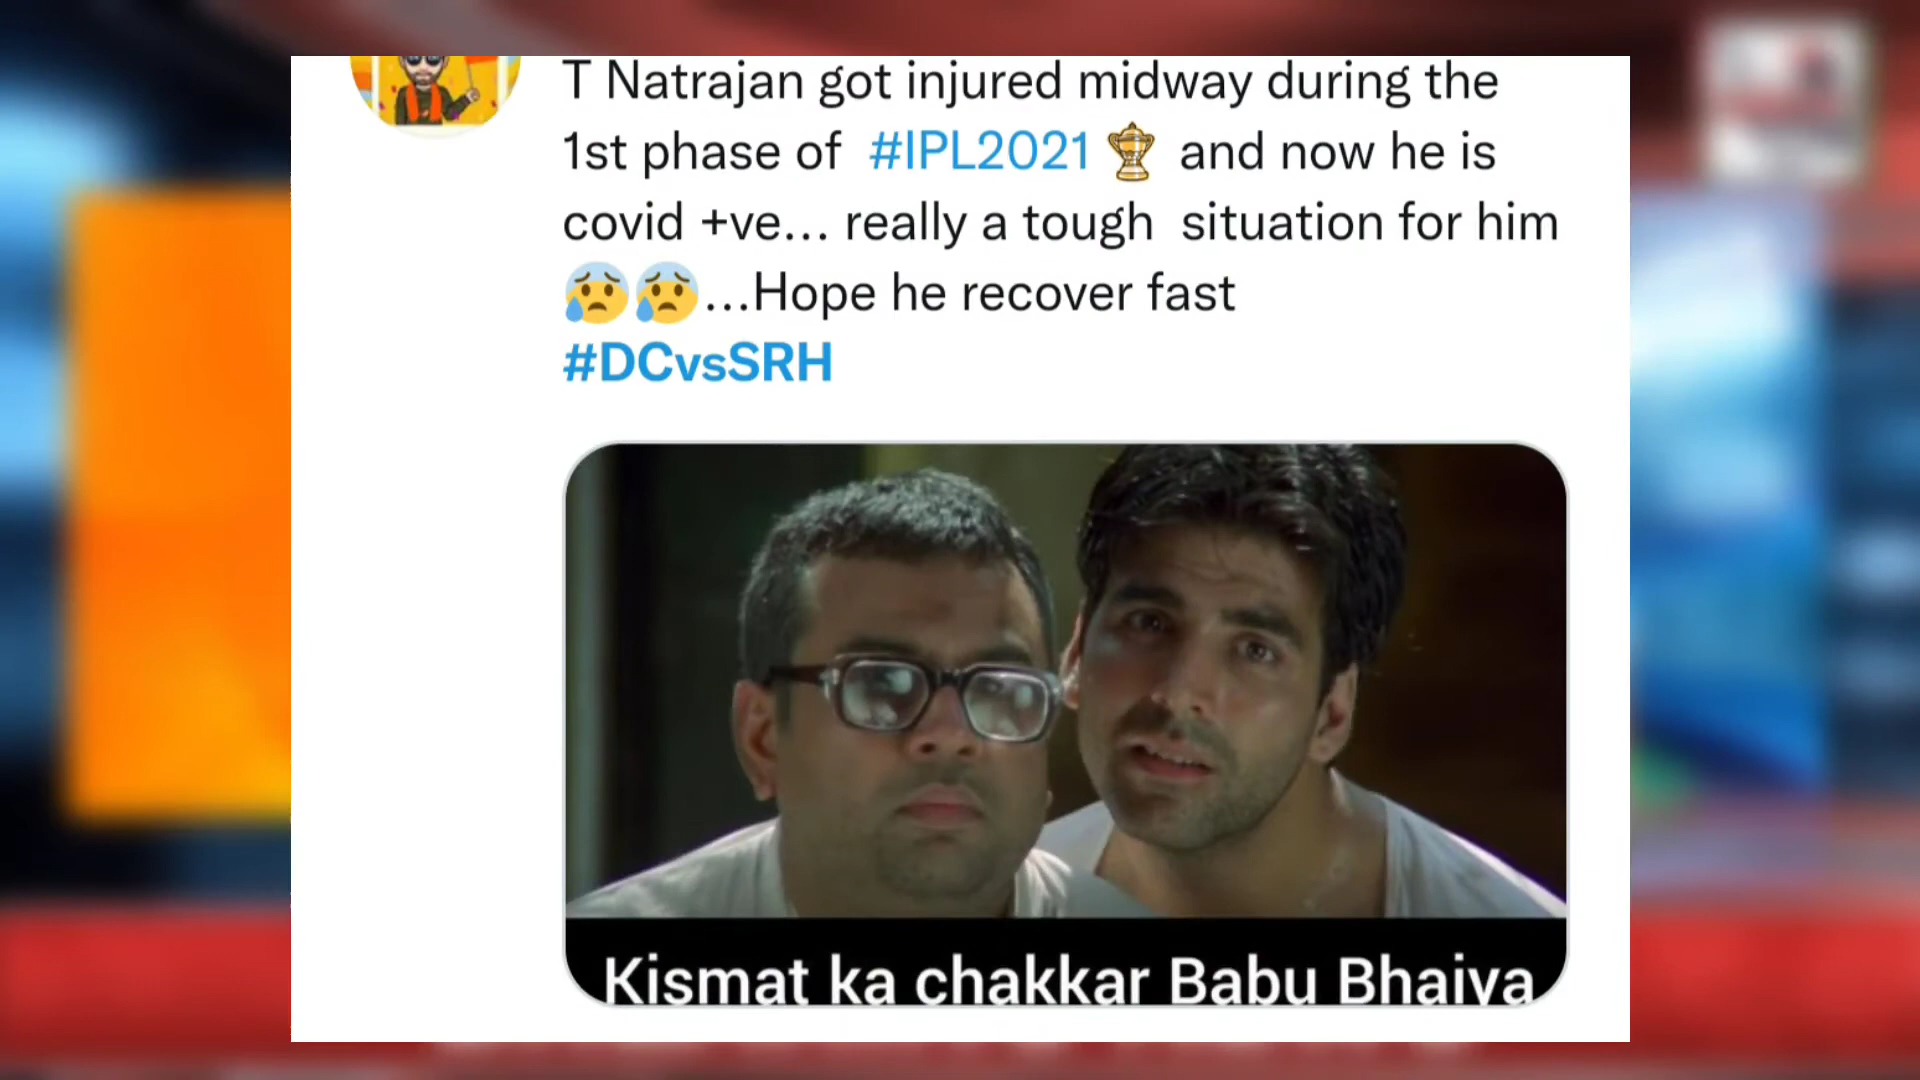 T Natrajan got injured midway during the
1st phase of #IPL2021 🏆 and now he is
covid +ve... really a tough situation for him
😰😰...Hope he recover fast
#DCvsSRH
Kismat ka chakkar Babu Bhaiya